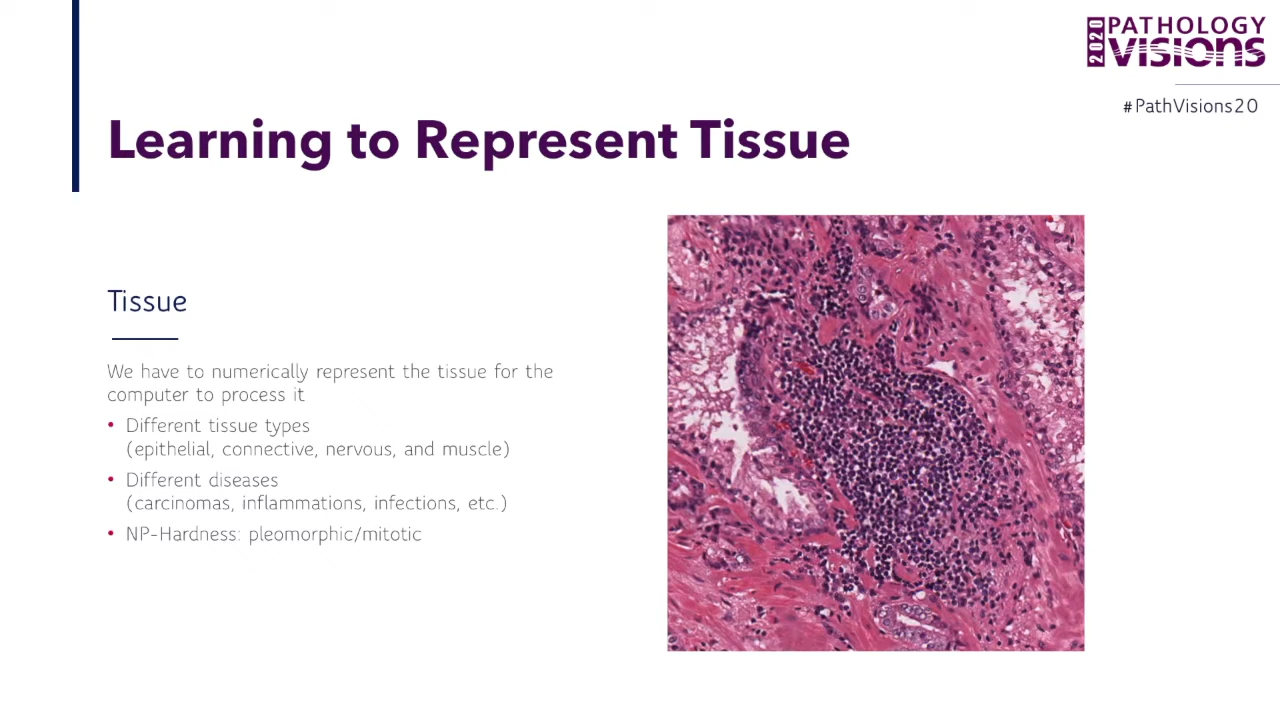 2020
PATHOLOGY
VISIONS
#PathVisions20
Learning to Represent Tissue
Tissue
We have to numerically represent the tissue for the
computer to process it
• Different tissue types
(epithelial, connective, nervous, and muscle)
• Different diseases
(carcinomas, inflammations, infections, etc.)
• NP-Hardness: pleomorphic/mitotic